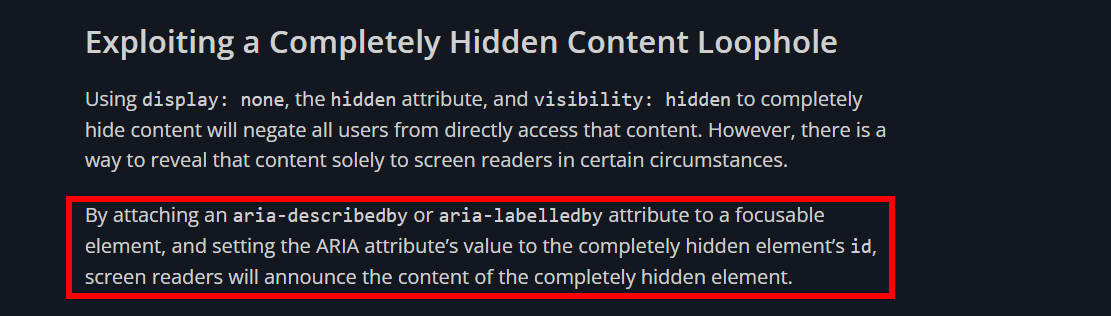 Exploiting a Completely Hidden Content Loophole
Using display: none, the hidden attribute, and visibility: hidden to completely
hide content will negate all users from directly access that content. However, there is a
way to reveal that content solely to screen readers in certain circumstances.
By attaching an aria-describedby or aria-labelledby attribute to a focusable
element, and setting the ARIA attribute’s value to the completely hidden element’s id,
screen readers will announce the content of the completely hidden element.